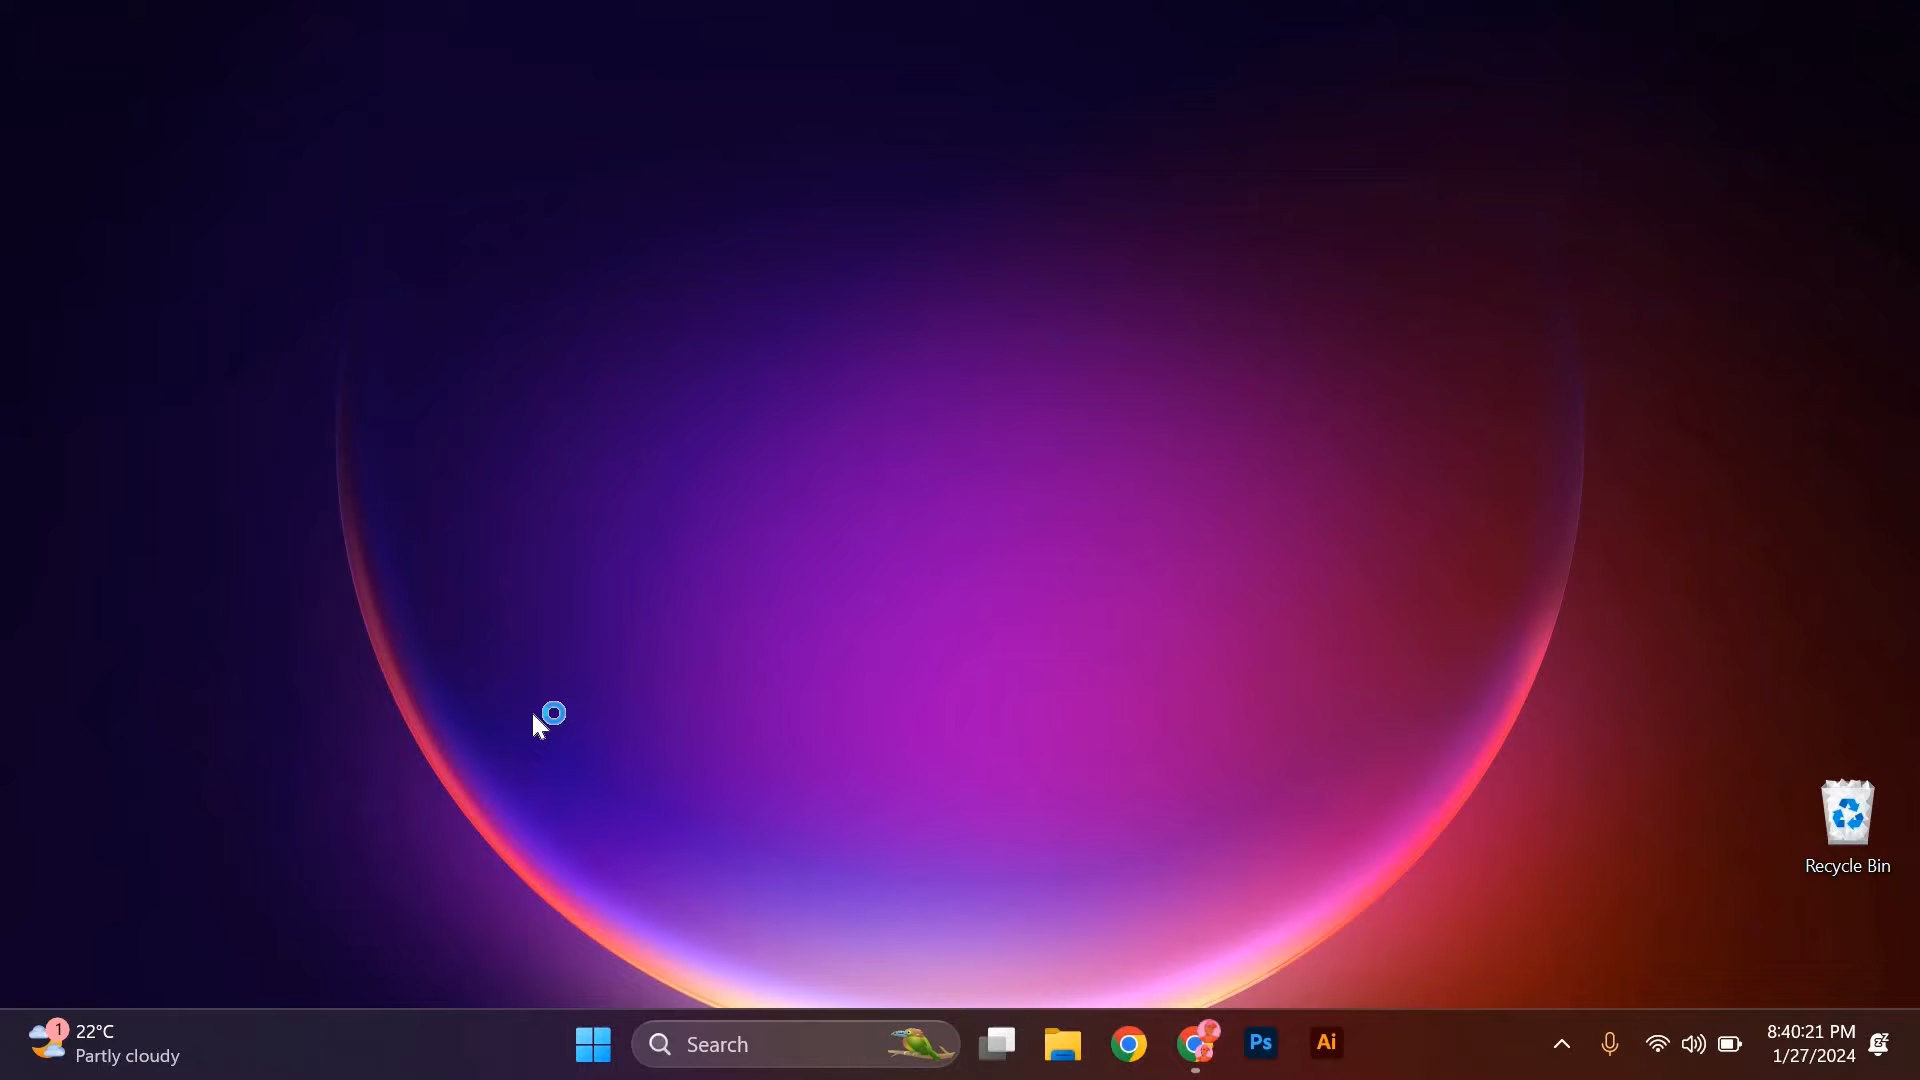 Recycle Bin
1
22°C
Partly cloudy
Search
Ps
Ai
8:40:21 PM
1/27/2024